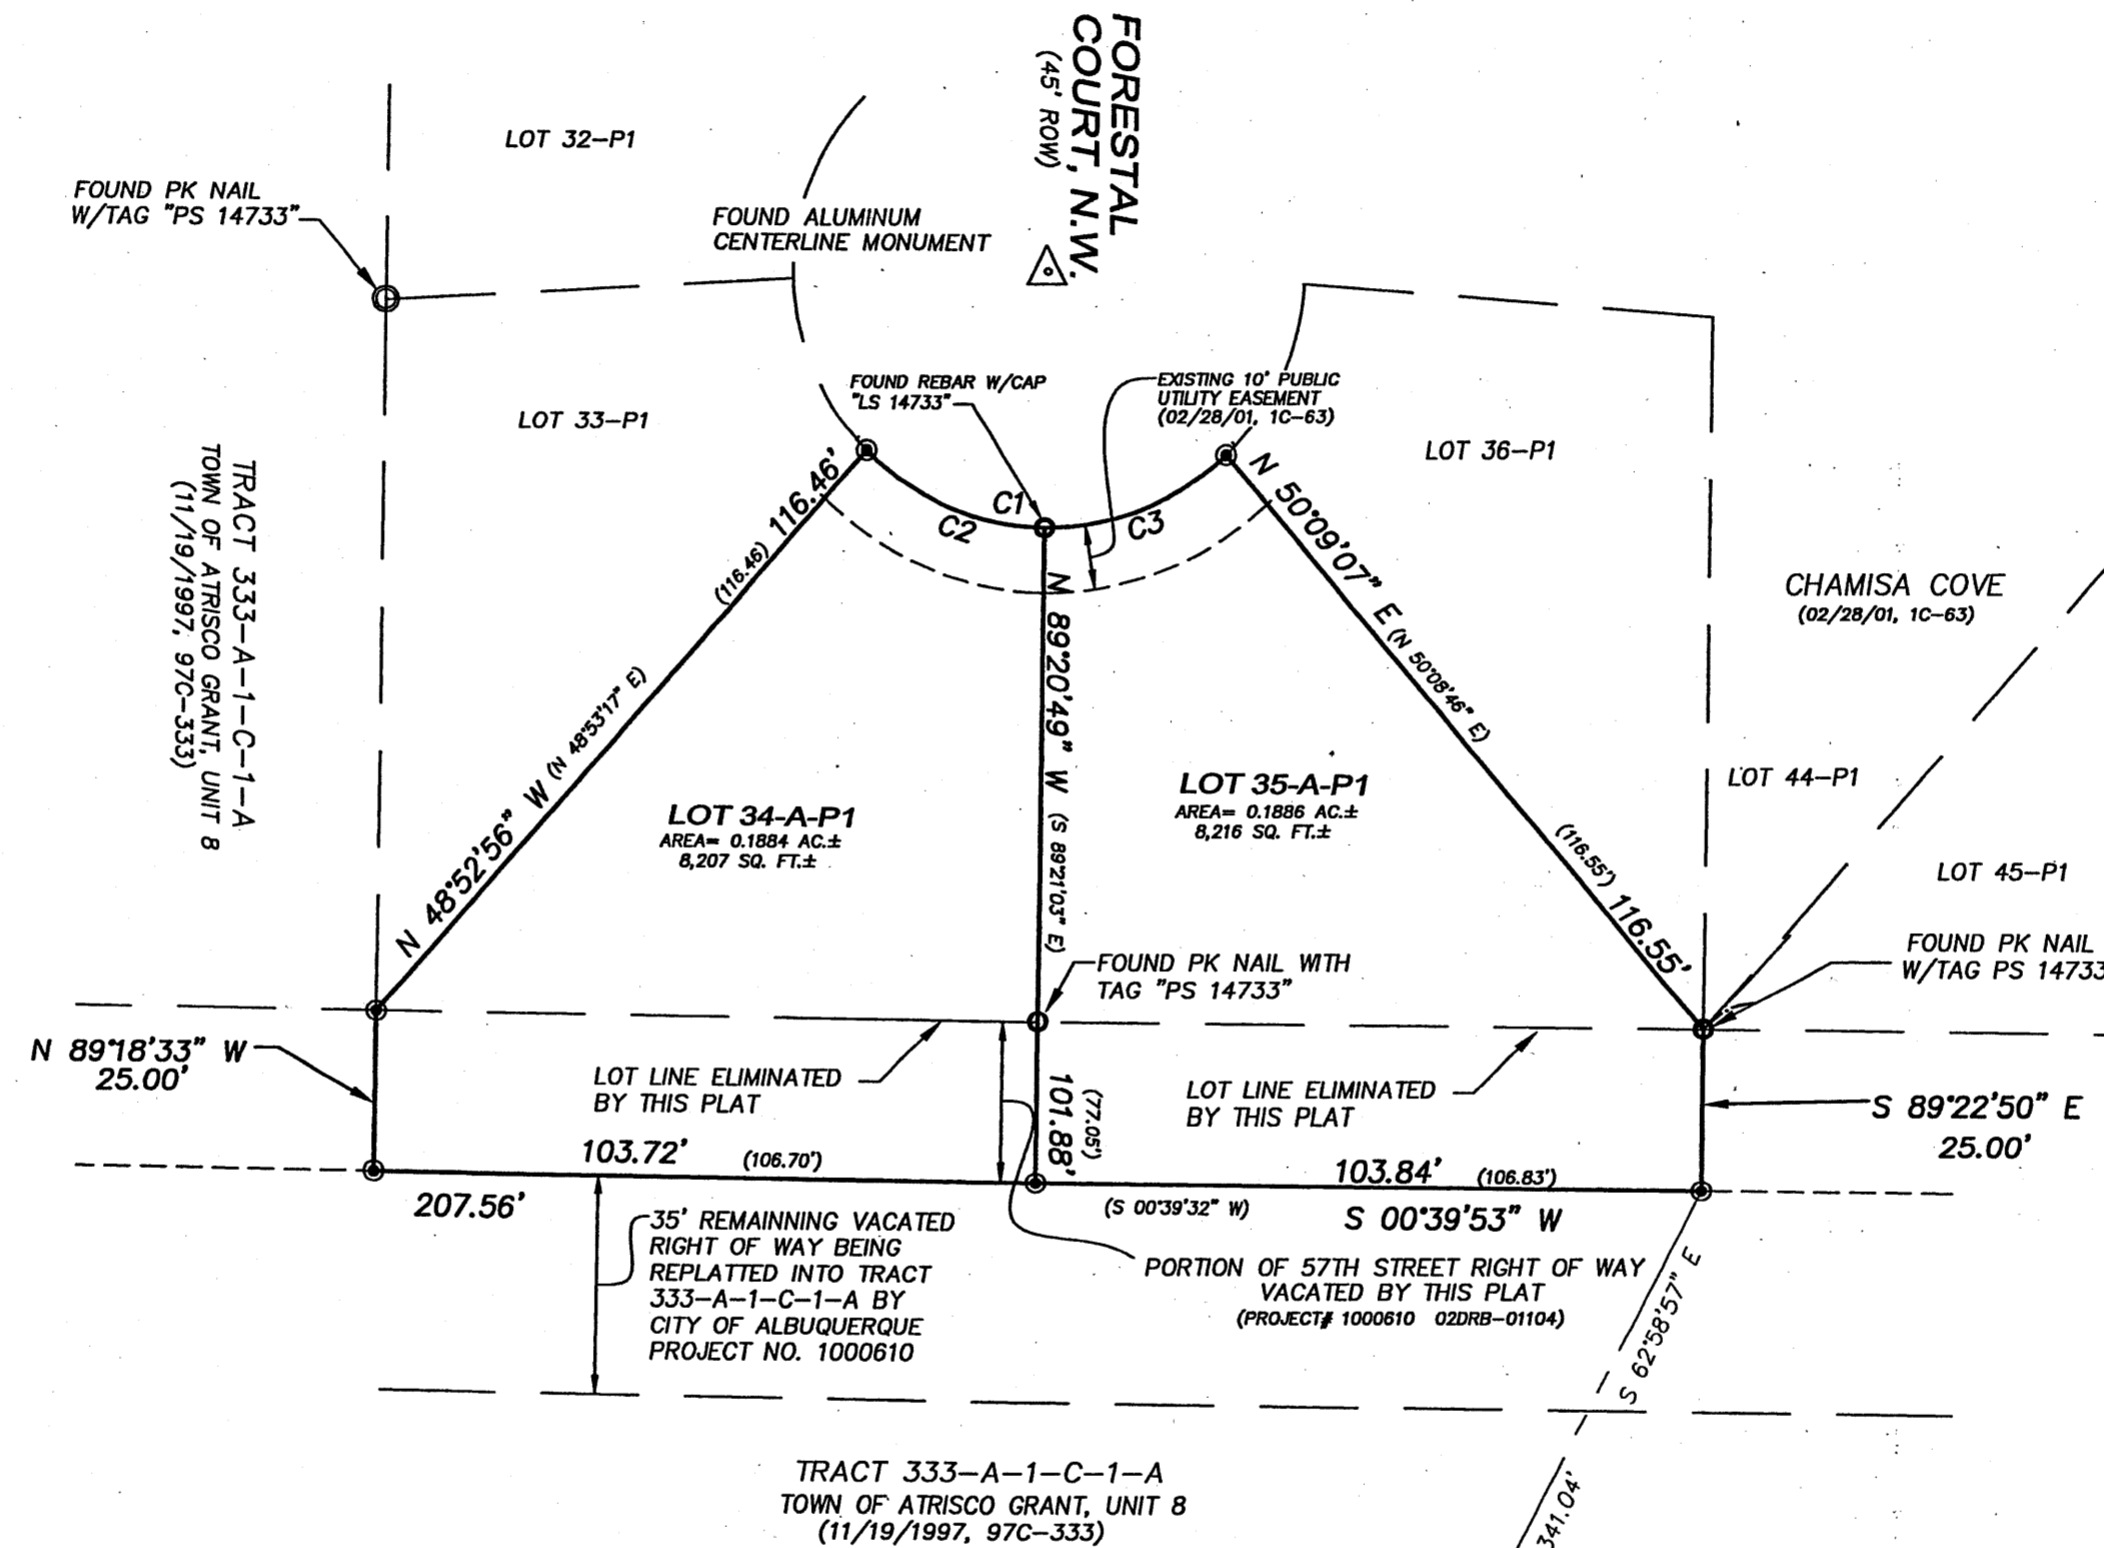 FORESTAL
COURT, N.W.
(45' ROW)
LOT 32-P1
FOUND PK NAIL
W/TAG "PS 14733"
FOUND ALUMINUM
CENTERLINE MONUMENT
FOUND REBAR W/CAP
"LS 14733"
EXISTING 10' PUBLIC
UTILITY EASEMENT
(02/28/01, 1C-63)
LOT 33-P1
LOT 36-P1
TRACT 333-A-1-C-1-A
TOWN OF ATRISCO GRANT, UNIT 8
(11/19/1997, 97C-333)
C1
C2
C3
N 48°52'56" W (N 48°53'17" E)
(116.46) 116.46'
N 89°20'49" W (S 89°21'03" E)
N 50°09'07" E (N 50°08'46" E)
(116.55') 116.55'
CHAMISA COVE
(02/28/01, 1C-63)
LOT 44-P1
LOT 45-P1
LOT 34-A-P1
AREA= 0.1884 AC.±
8,207 SQ. FT.±
LOT 35-A-P1
AREA= 0.1886 AC.±
8,216 SQ. FT.±
FOUND PK NAIL WITH
TAG "PS 14733"
FOUND PK NAIL
W/TAG PS 14733
N 89°18'33" W
25.00'
LOT LINE ELIMINATED
BY THIS PLAT
101.88'
(77.05')
LOT LINE ELIMINATED
BY THIS PLAT
S 89°22'50" E
25.00'
103.72' (106.70')
103.84' (106.83')
207.56'
(S 00°39'32" W)
S 00°39'53" W
35' REMAINNING VACATED
RIGHT OF WAY BEING
REPLATTED INTO TRACT
333-A-1-C-1-A BY
CITY OF ALBUQUERQUE
PROJECT NO. 1000610
PORTION OF 57TH STREET RIGHT OF WAY
VACATED BY THIS PLAT
(PROJECT# 1000610 02DRB-01104)
S 62°58'57" E
341.04'
TRACT 333-A-1-C-1-A
TOWN OF ATRISCO GRANT, UNIT 8
(11/19/1997, 97C-333)